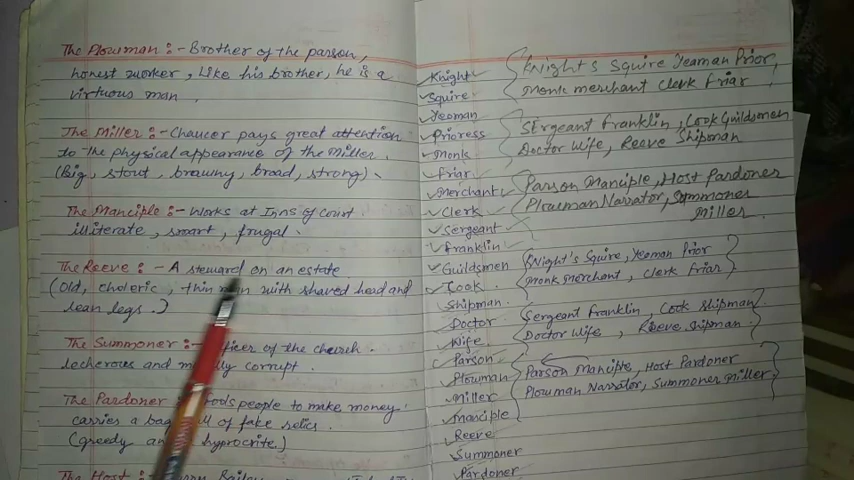 The Plowman :- Brother of the parson,
honest worker, Like his brother, he is a
virtuous man.
The Miller :- Chaucer pays great attention
to the physical appearance of the Miller.
(Big, stout, brawny, broad, strong)
The Manciple :- Works at Inns of Court
illiterate, smart, frugal
The Reeve :- A steward on an estate
(Old, choleric, thin man with shaved head and
lean legs.)
The Summoner :- officer of the church.
lecherous and corrupt.
The Pardoner people to make money.
carries a bag of fake relics.
(greedy hypocrite)
The Host :-
Knight
Squire
Yeoman
Prioress
Monk
Friar
Merchant
Clerk
Sergeant
Franklin
Guildsmen
Cook
Shipman
Doctor
Wife
Parson
Plowman
Miller
Manciple
Reeve
Summoner
Pardoner
Knight's Squire Yeoman Prior,
Monk merchant Clerk Friar
Sergeant Franklin, Cook Guildsmen
Doctor Wife, Reeve Shipman
Parson Manciple, Host Pardoner
Plowman Narrator, Summoner
Miller.
Knight's Squire, Yeoman Prior
Monk Merchant, Clerk Friar
Sergeant Franklin, Cook Shipman
Doctor Wife, Reeve, Shipman
Parson Manciple, Host Pardoner
Plowman Narrator, Summoner Miller